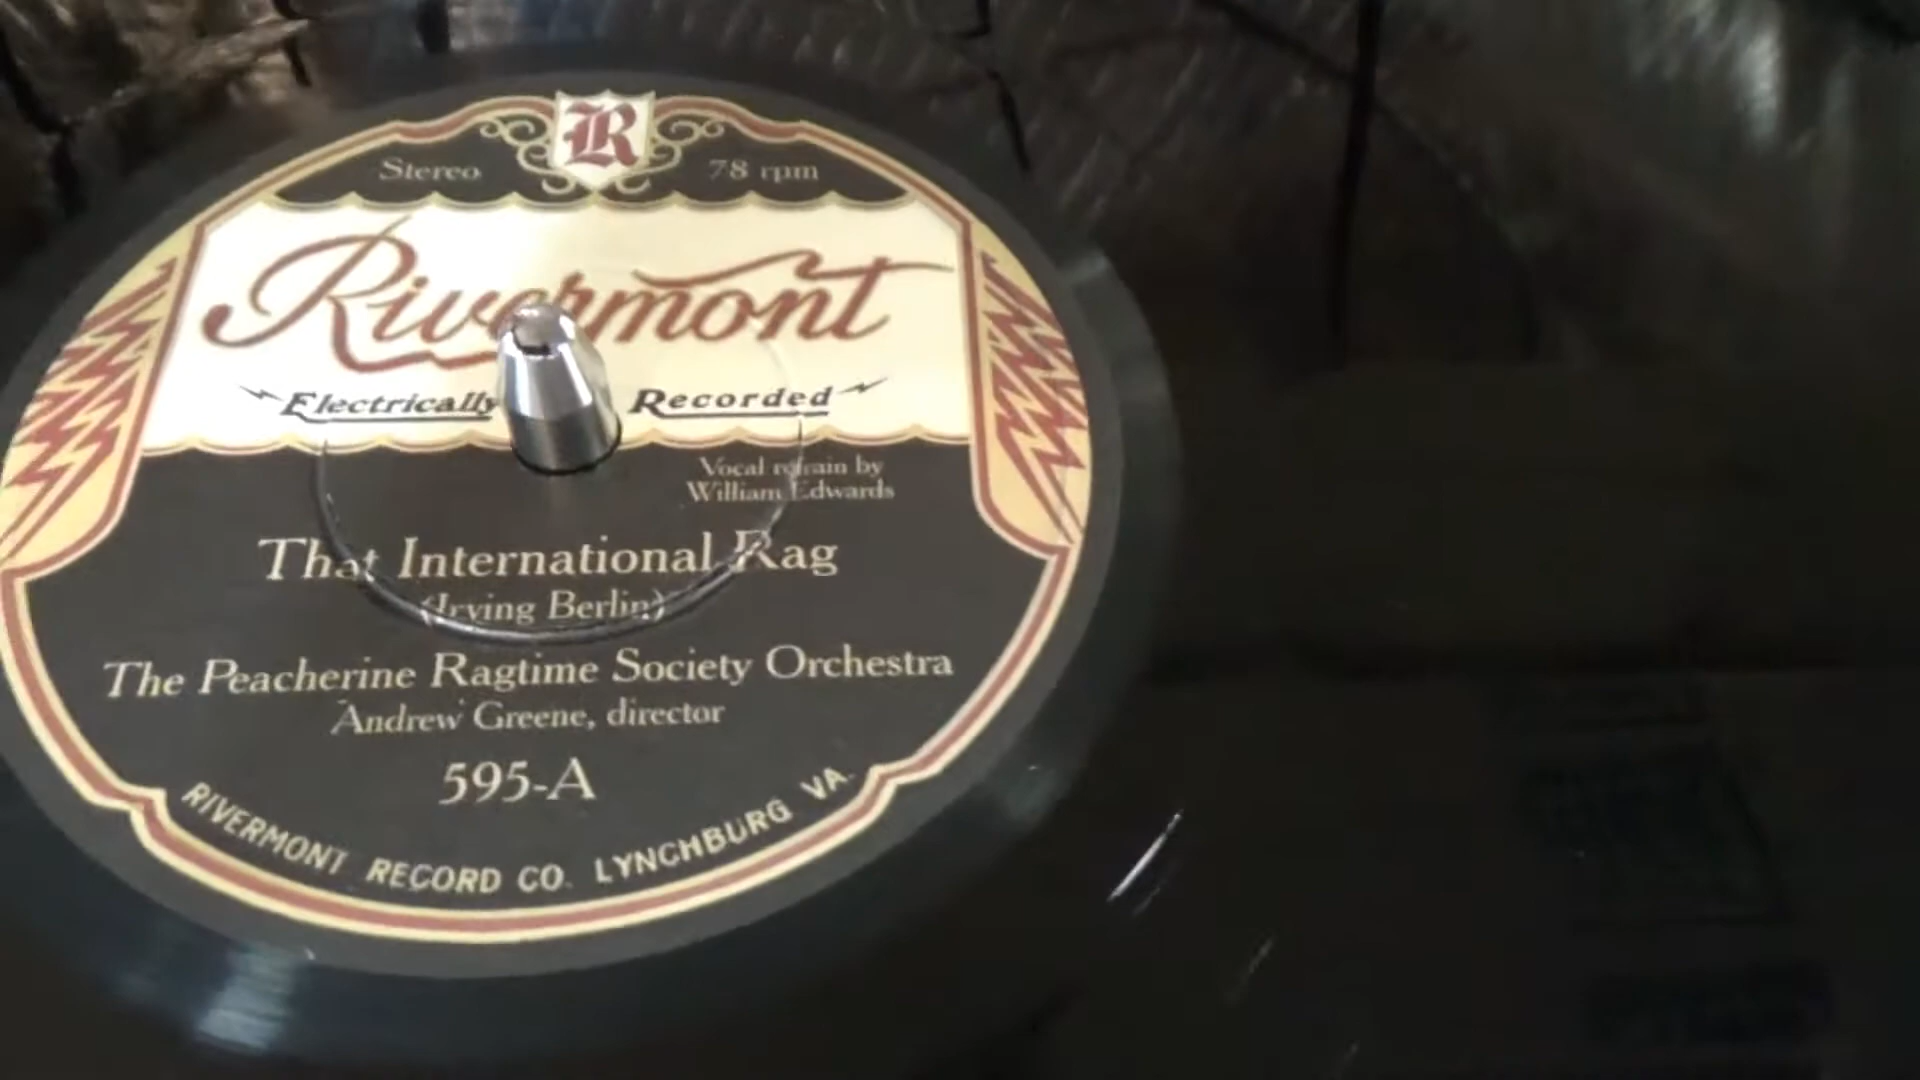 R
Stereo 78 rpm
Rivermont
Electrically Recorded
Vocal refrain by
William Edwards
That International Rag
(Irving Berlin)
The Peacherine Ragtime Society Orchestra
Andrew Greene, director
595-A
RIVERMONT RECORD CO. LYNCHBURG VA.